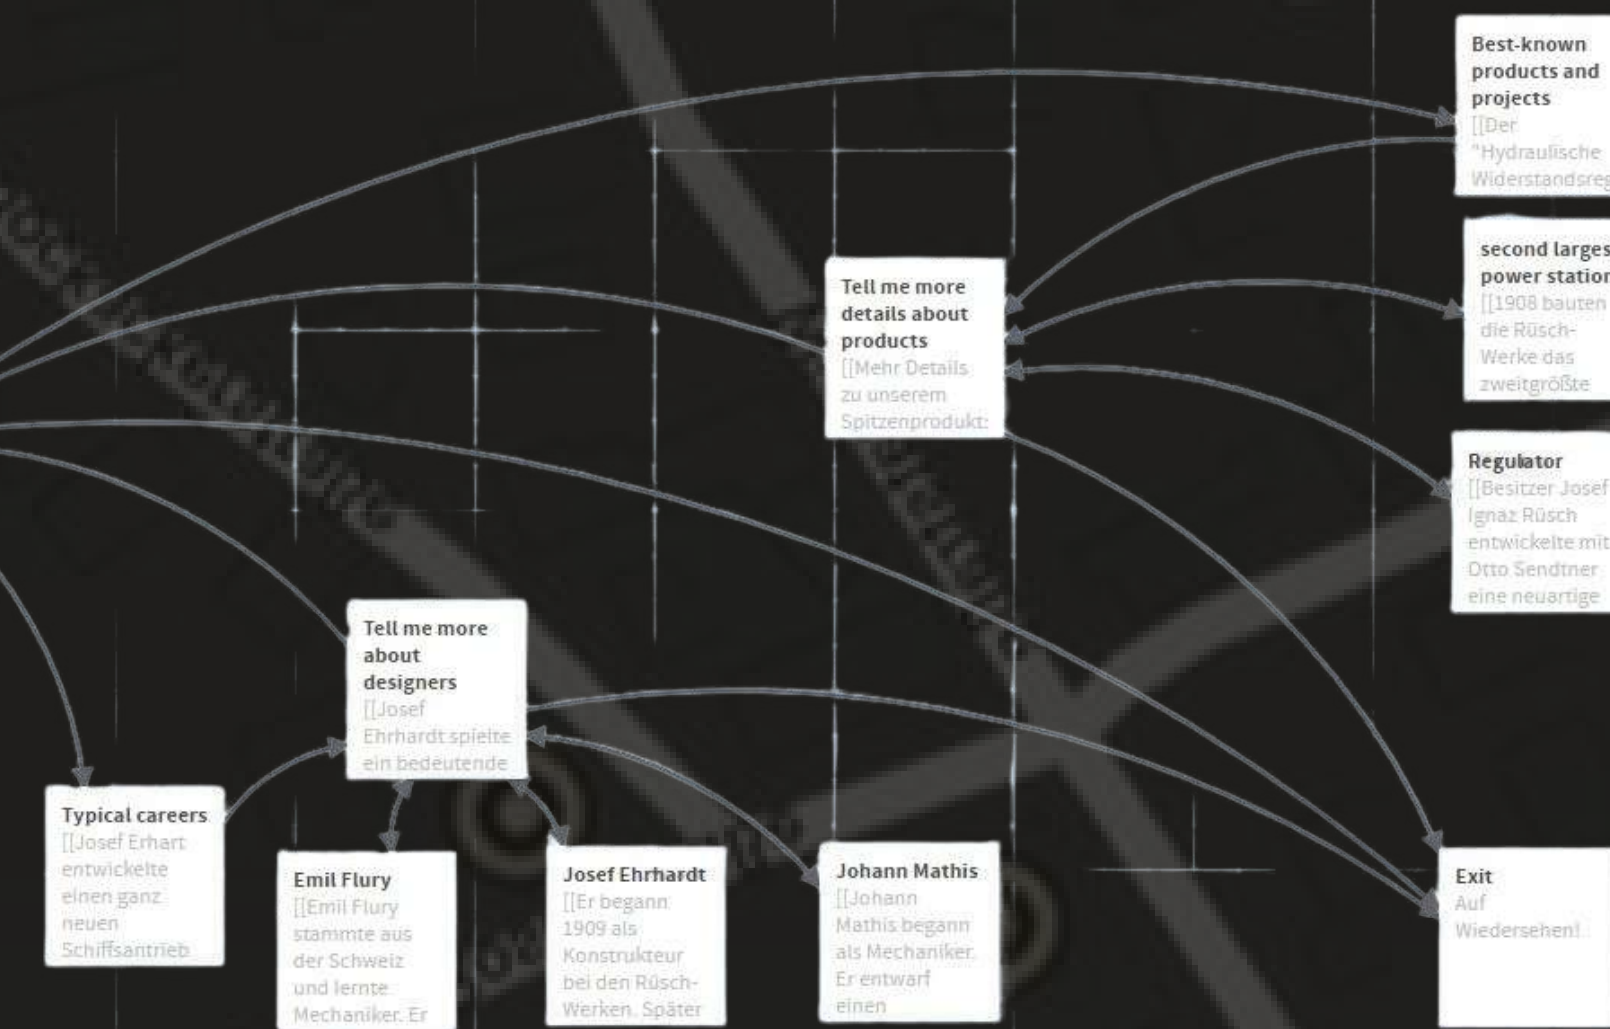 Best-known
products and
projects
[[Der
"Hydraulische
Widerstandsreg
second larges
power station
[[1908 bauten
die Rüsch-
Werke das
zweitgrößte
Tell me more
details about
products
[[Mehr Details
zu unserem
Spitzenprodukt:
Regulator
[[Besitzer Josef
Ignaz Rüsch
entwickelte mit
Otto Sendtner
eine neuartige
Tell me more
about
designers
[[Josef
Ehrhardt spielte
ein bedeutende
Typical careers
[[Josef Erhart
entwickelte
einen ganz
neuen
Schiffsantrieb
Emil Flury
[[Emil Flury
stammte aus
der Schweiz
und lernte
Mechaniker. Er
Josef Ehrhardt
[[Er begann
1909 als
Konstrukteur
bei den Rüsch-
Werken. Später
Johann Mathis
[[Johann
Mathis begann
als Mechaniker.
Er entwarf
einen
Exit
Auf
Wiedersehen!